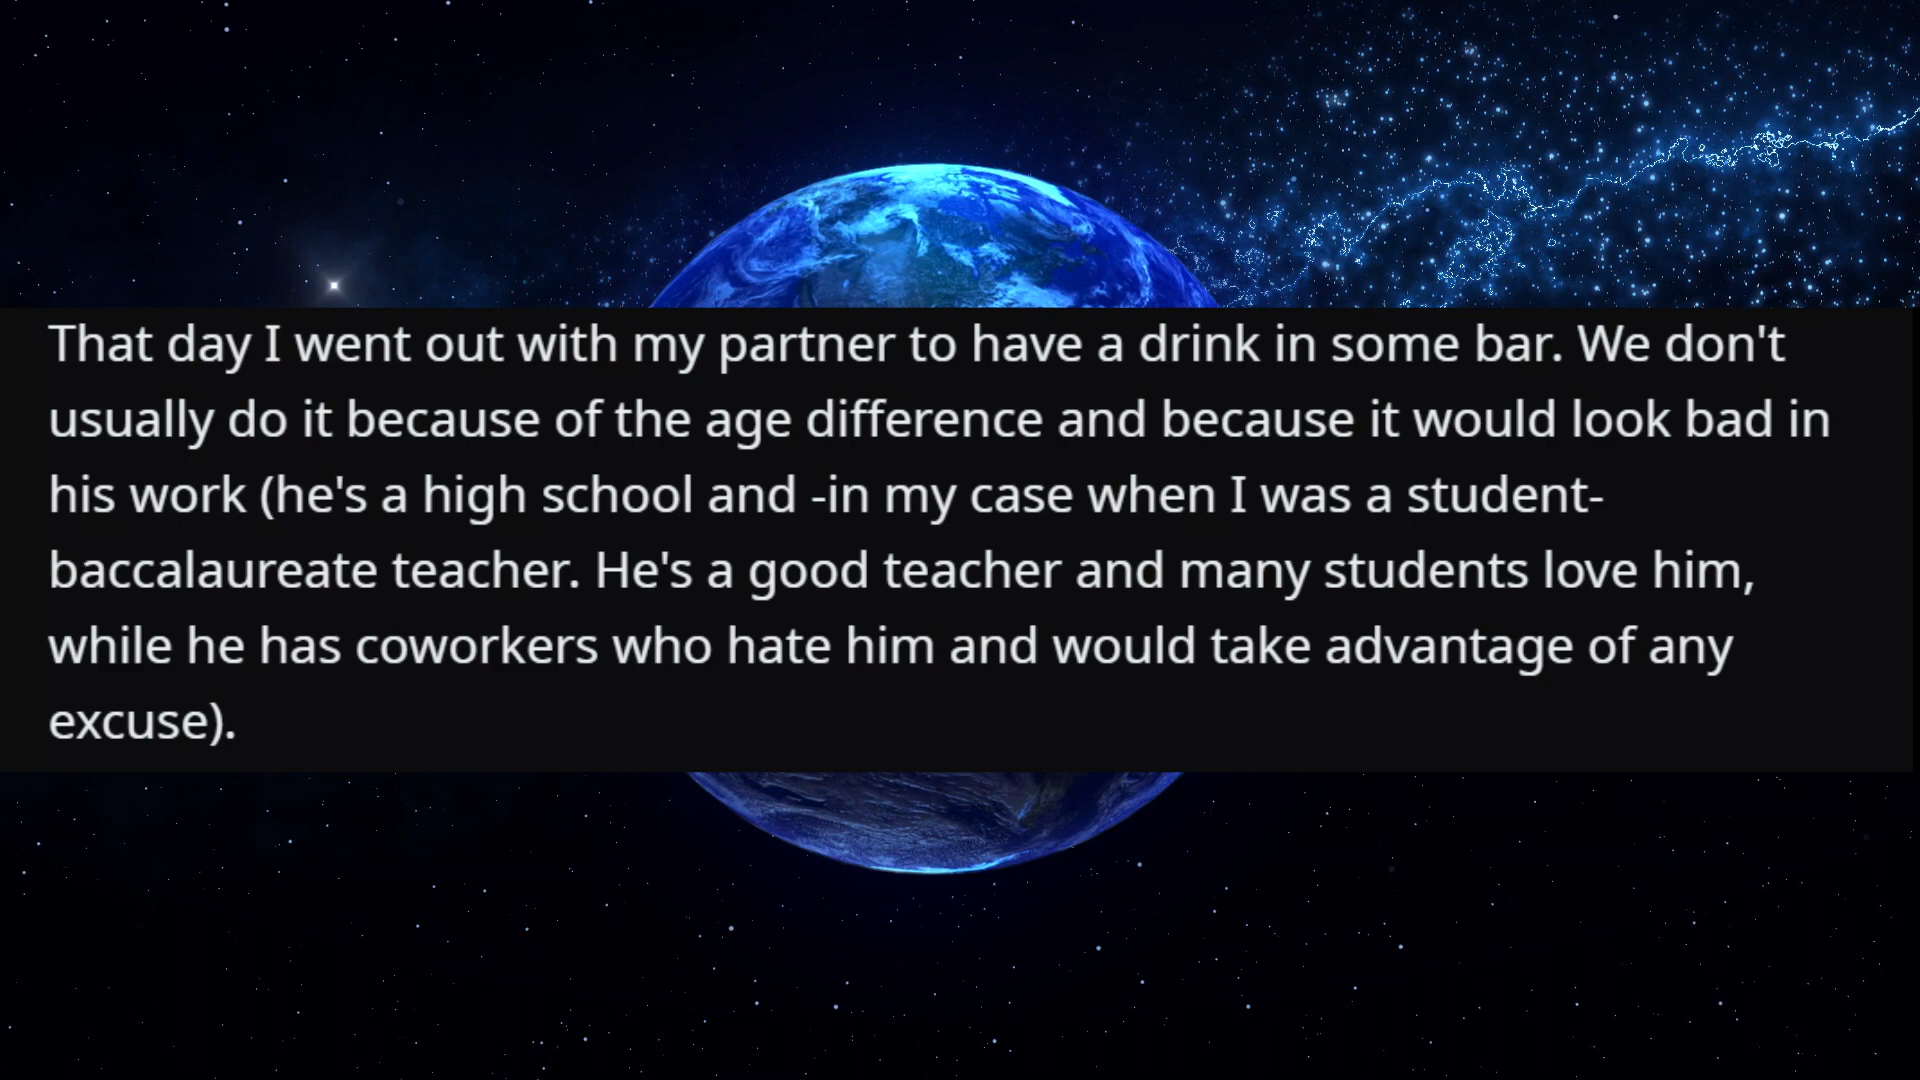 That day I went out with my partner to have a drink in some bar. We don't
usually do it because of the age difference and because it would look bad in
his work (he's a high school and -in my case when I was a student-
baccalaureate teacher. He's a good teacher and many students love him,
while he has coworkers who hate him and would take advantage of any
excuse).